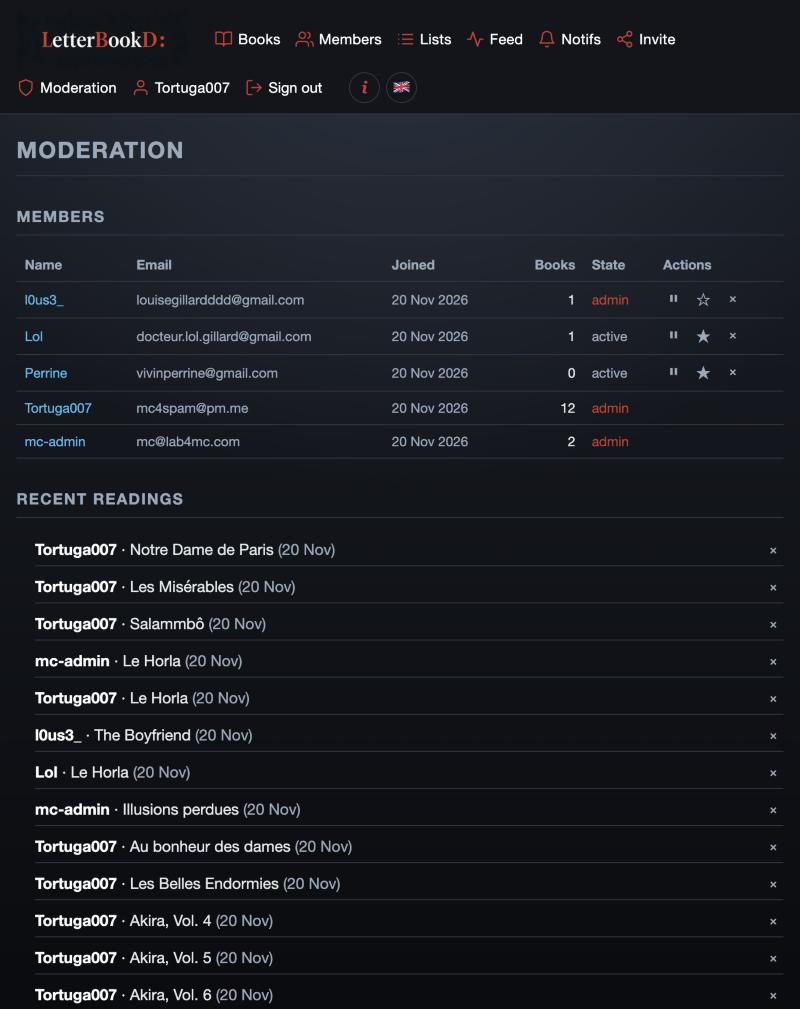 LetterBookD: Books Members Lists Feed Notifs Invite
Moderation Tortuga007 Sign out i
MODERATION
MEMBERS
Name Email Joined Books State Actions
l0us3_ louisegillardddd@gmail.com 20 Nov 2026 1 admin
Lol docteur.lol.gillard@gmail.com 20 Nov 2026 1 active
Perrine vivinperrine@gmail.com 20 Nov 2026 0 active
Tortuga007 mc4spam@pm.me 20 Nov 2026 12 admin
mc-admin mc@lab4mc.com 20 Nov 2026 2 admin
RECENT READINGS
Tortuga007 · Notre Dame de Paris (20 Nov) ×
Tortuga007 · Les Misérables (20 Nov) ×
Tortuga007 · Salammbô (20 Nov) ×
mc-admin · Le Horla (20 Nov) ×
Tortuga007 · Le Horla (20 Nov) ×
l0us3_ · The Boyfriend (20 Nov) ×
Lol · Le Horla (20 Nov) ×
mc-admin · Illusions perdues (20 Nov) ×
Tortuga007 · Au bonheur des dames (20 Nov) ×
Tortuga007 · Les Belles Endormies (20 Nov) ×
Tortuga007 · Akira, Vol. 4 (20 Nov) ×
Tortuga007 · Akira, Vol. 5 (20 Nov) ×
Tortuga007 · Akira, Vol. 6 (20 Nov) ×